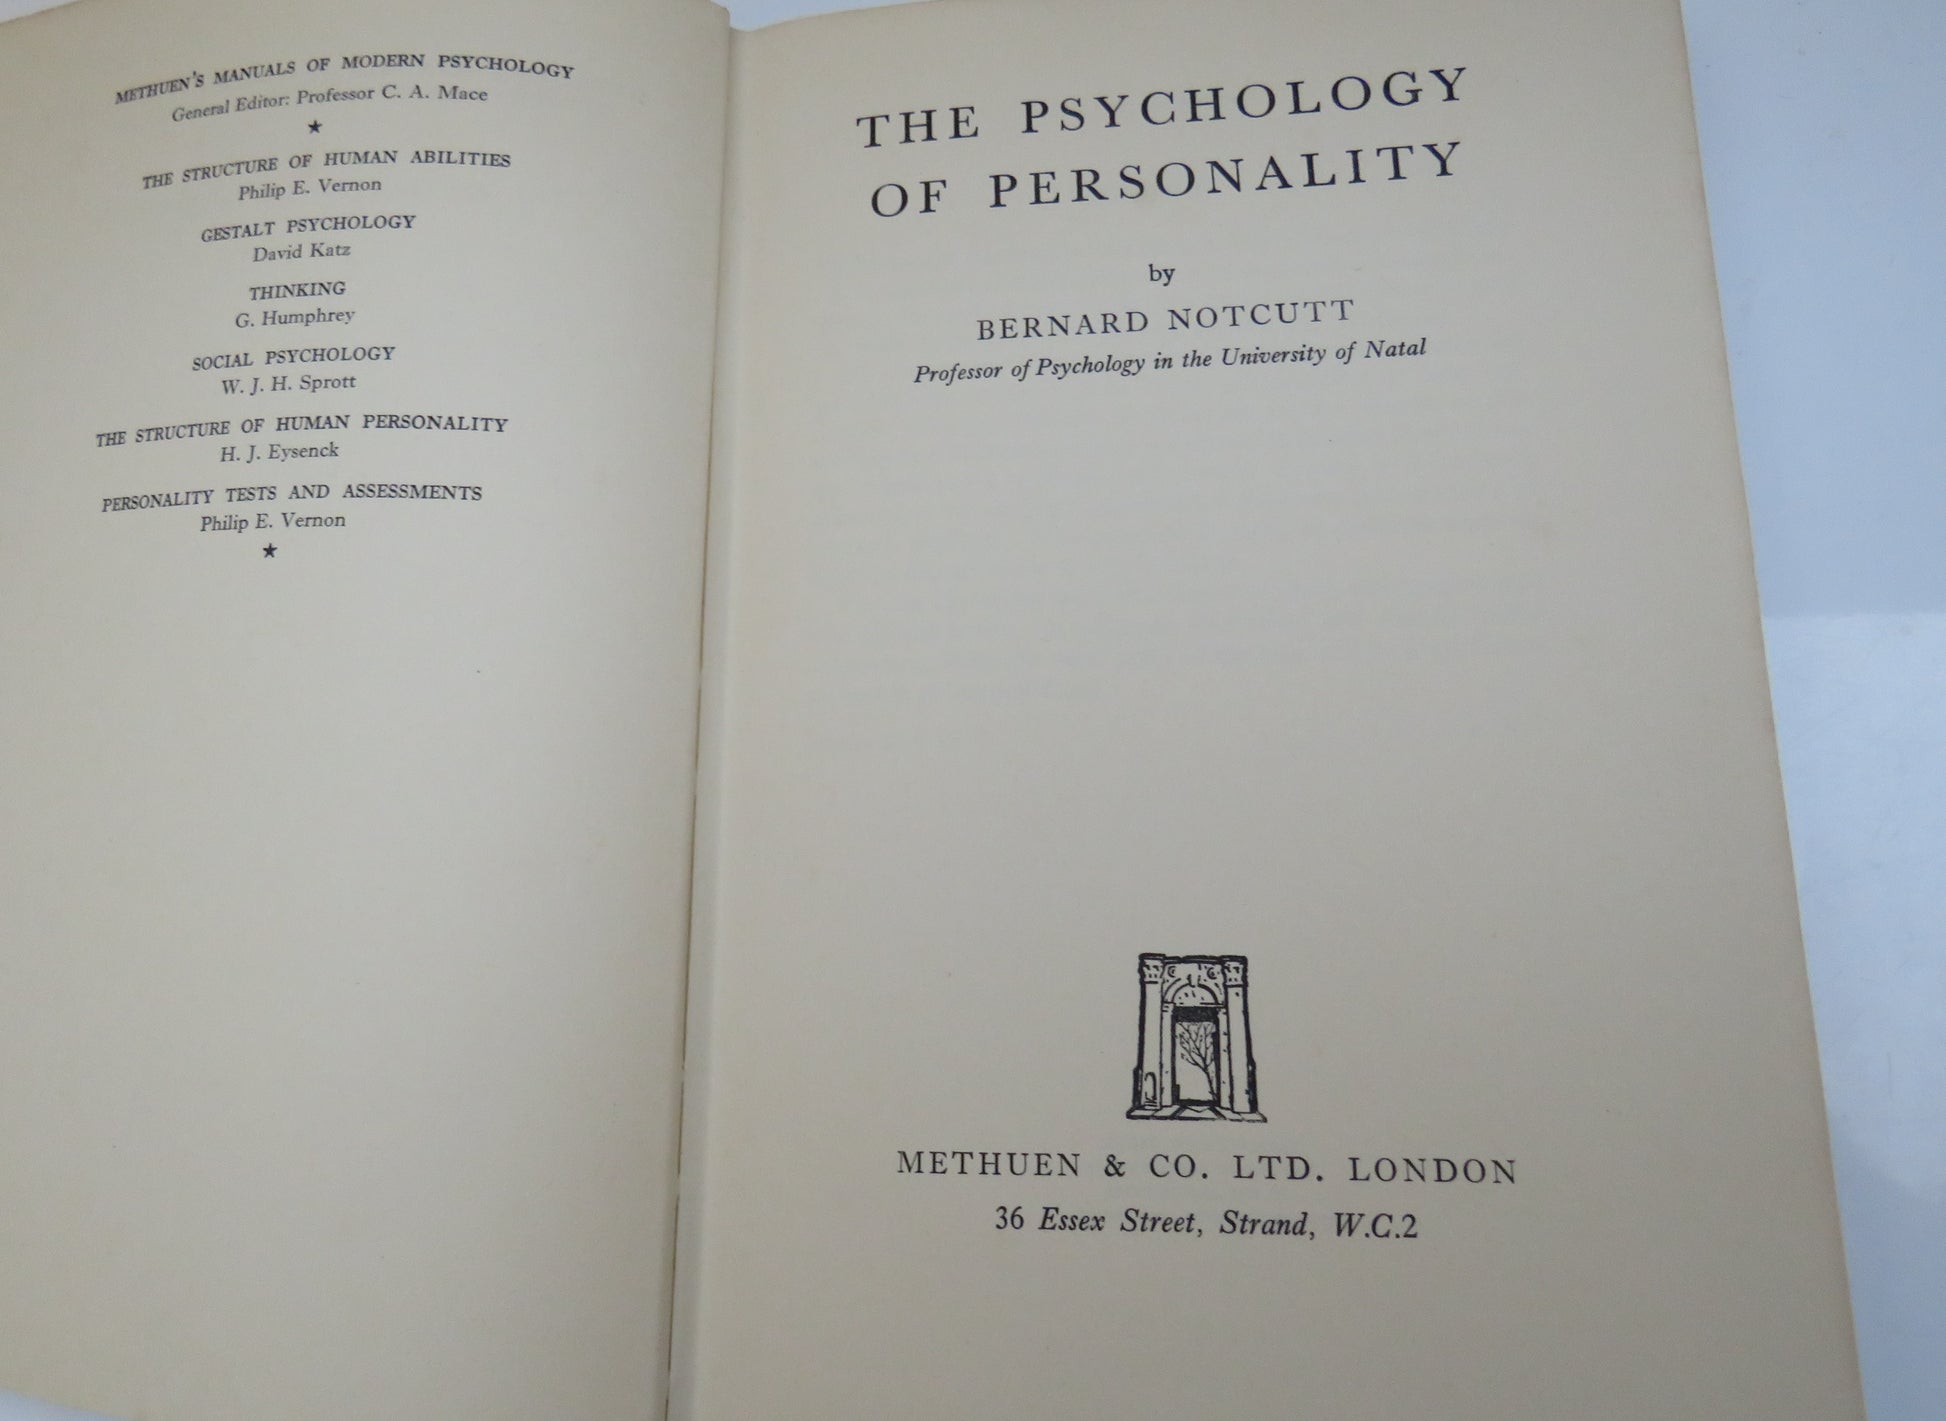 METHUEN'S MANUALS OF MODERN PSYCHOLOGY
General Editor: Professor C. A. Mace
★
THE STRUCTURE OF HUMAN ABILITIES
Philip E. Vernon
GESTALT PSYCHOLOGY
David Katz
THINKING
G. Humphrey
SOCIAL PSYCHOLOGY
W. J. H. Sprott
THE STRUCTURE OF HUMAN PERSONALITY
H. J. Eysenck
PERSONALITY TESTS AND ASSESSMENTS
Philip E. Vernon
★
THE PSYCHOLOGY
OF PERSONALITY
by
BERNARD NOTCUTT
Professor of Psychology in the University of Natal
METHUEN & CO. LTD. LONDON
36 Essex Street, Strand, W.C.2